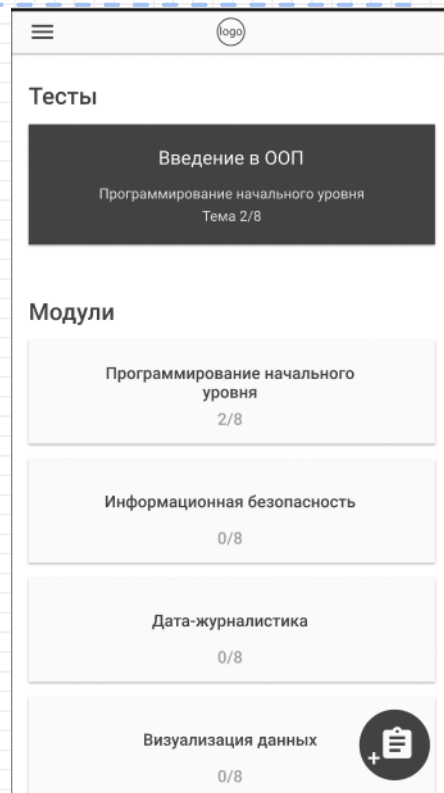 logo
Тесты
Введение в ООП
Программирование начального уровня
Тема 2/8
Модули
Программирование начального
уровня
2/8
Информационная безопасность
0/8
Дата-журналистика
0/8
Визуализация данных
0/8
+